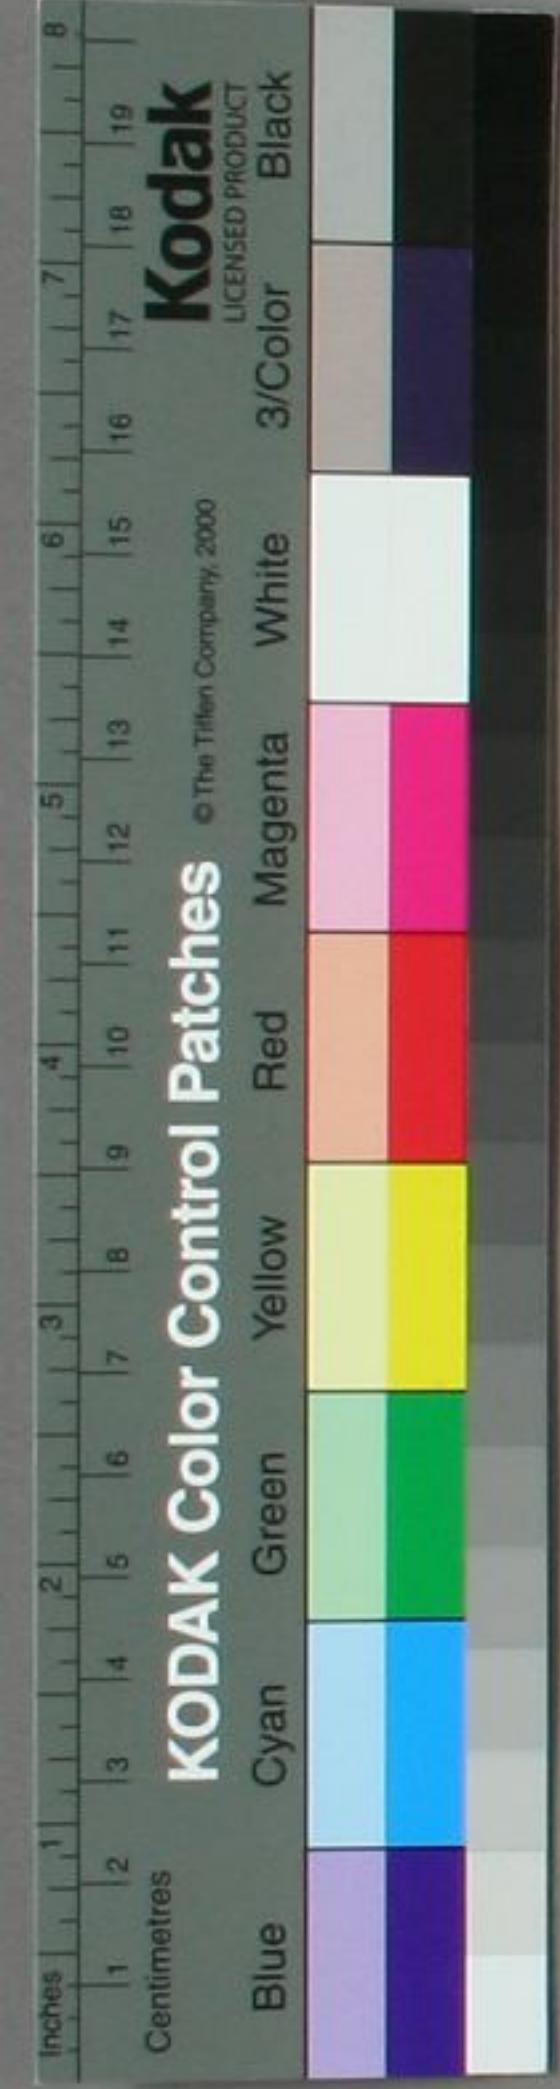 Inches 1 2 3 4 5 6 7 8
Centimetres 1 2 3 4 5 6 7 8 9 10 11 12 13 14 15 16 17 18 19
KODAK Color Control Patches © The Tiffen Company, 2000 Kodak
LICENSED PRODUCT
Blue Cyan Green Yellow Red Magenta White 3/Color Black